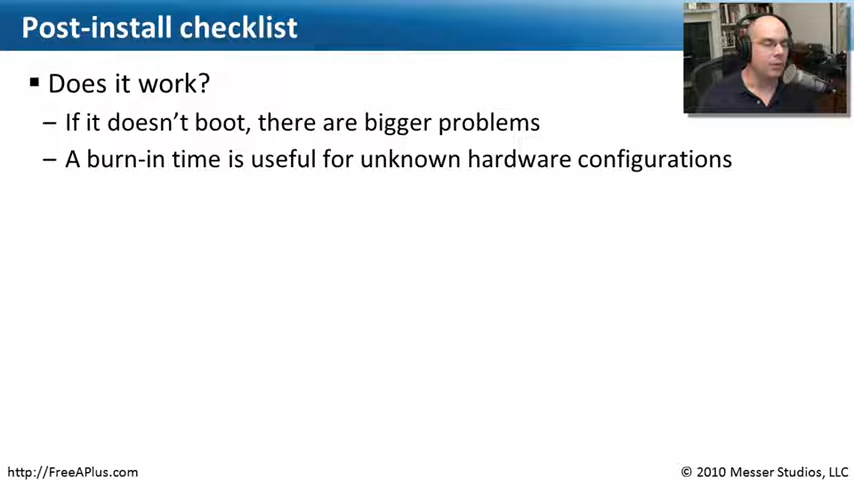 Post-install checklist
▪ Does it work?
– If it doesn't boot, there are bigger problems
– A burn-in time is useful for unknown hardware configurations
http://FreeAPlus.com
© 2010 Messer Studios, LLC